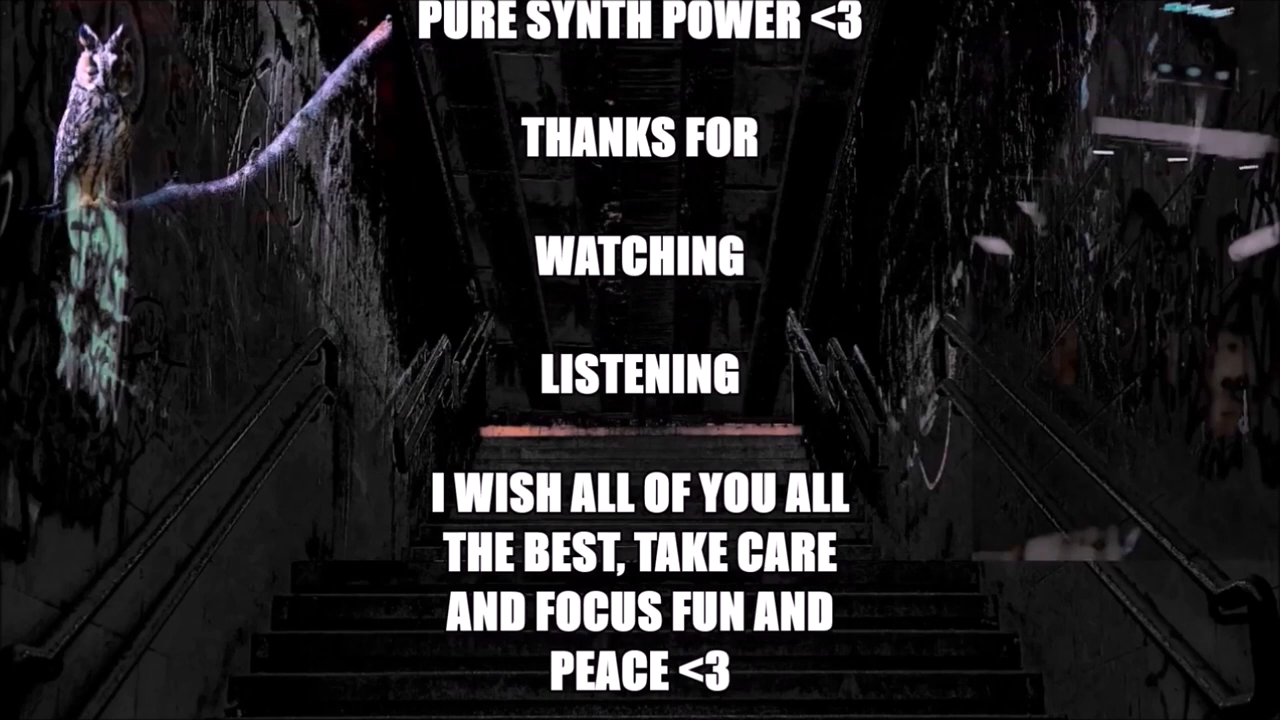 PURE SYNTH POWER <3
THANKS FOR
WATCHING
LISTENING
I WISH ALL OF YOU ALL
THE BEST, TAKE CARE
AND FOCUS FUN AND
PEACE <3